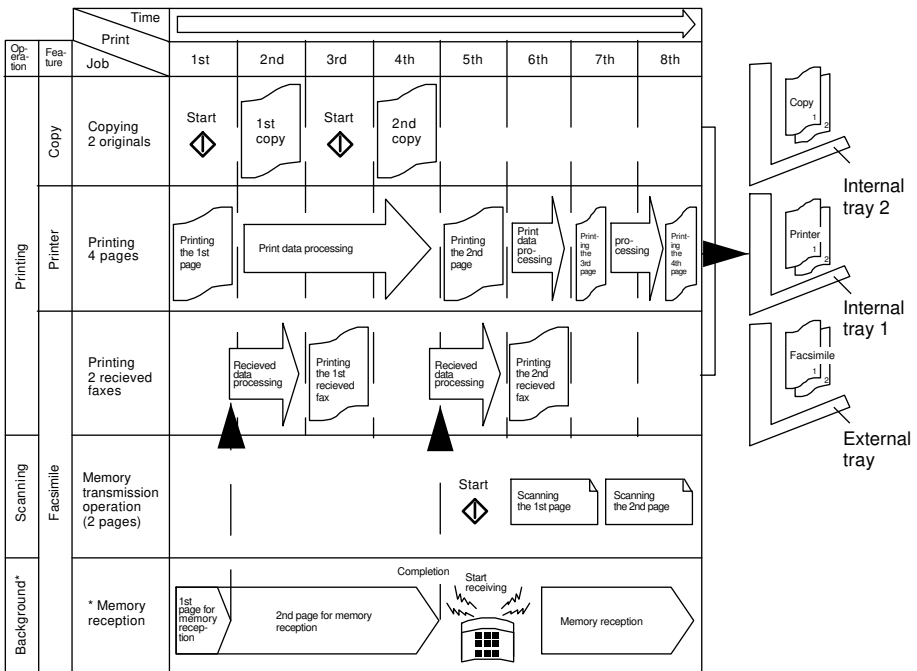 Time
Print
Job
Op-
era-
tion
Fea-
ture
1st
2nd
3rd
4th
5th
6th
7th
8th
Printing
Copy
Copying
2 originals
Start
1st
copy
Start
2nd
copy
Printer
Printing
4 pages
Printing
the 1st
page
Print data processing
Printing
the 2nd
page
Print
data
pro-
cessing
Print-
ing
the
3rd
page
pro-
cessing
Print-
ing
the
4th
page
Facsimile
Printing
2 recieved
faxes
Recieved
data
processing
Printing
the 1st
recieved
fax
Recieved
data
processing
Printing
the 2nd
recieved
fax
Scanning
Memory
transmission
operation
(2 pages)
Start
Scanning
the 1st page
Scanning
the 2nd page
Background*
* Memory
reception
1st
page for
memory
recep-
tion
2nd page for memory
reception
Completion
Start
receiving
Memory reception
Copy
1
2
Internal
tray 2
Printer
1
2
Internal
tray 1
Facsimile
1
2
External
tray